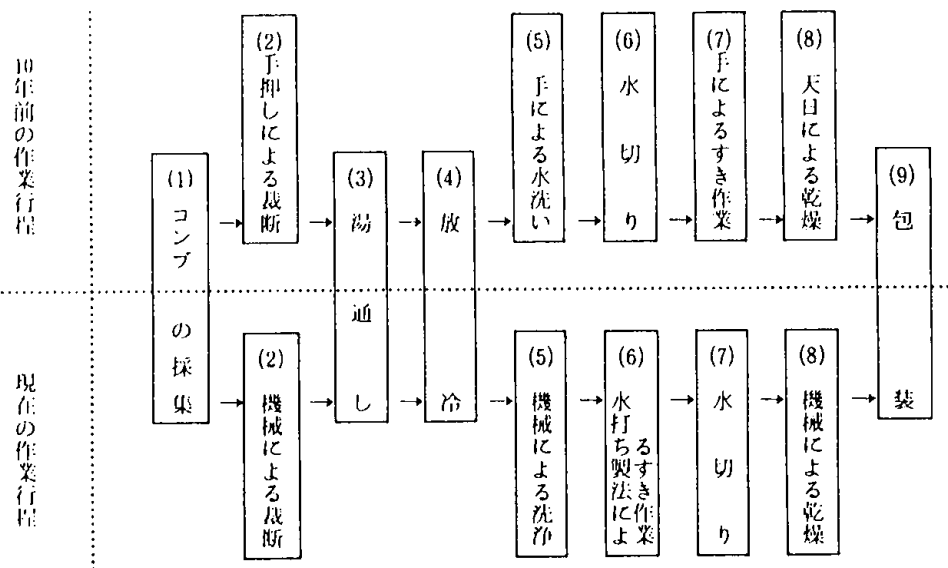 10年前の作業行程
(1)コンブの採集
(2)手押しによる裁断
(3)湯通し
(4)放冷
(5)手による水洗い
(6)水切り
(7)手によるすき作業
(8)天日による乾燥
(9)包装
現在の作業行程
(2)機械による裁断
(5)機械による洗浄
(6)水打ち製法によ
るすき作業
(7)水切り
(8)機械による乾燥